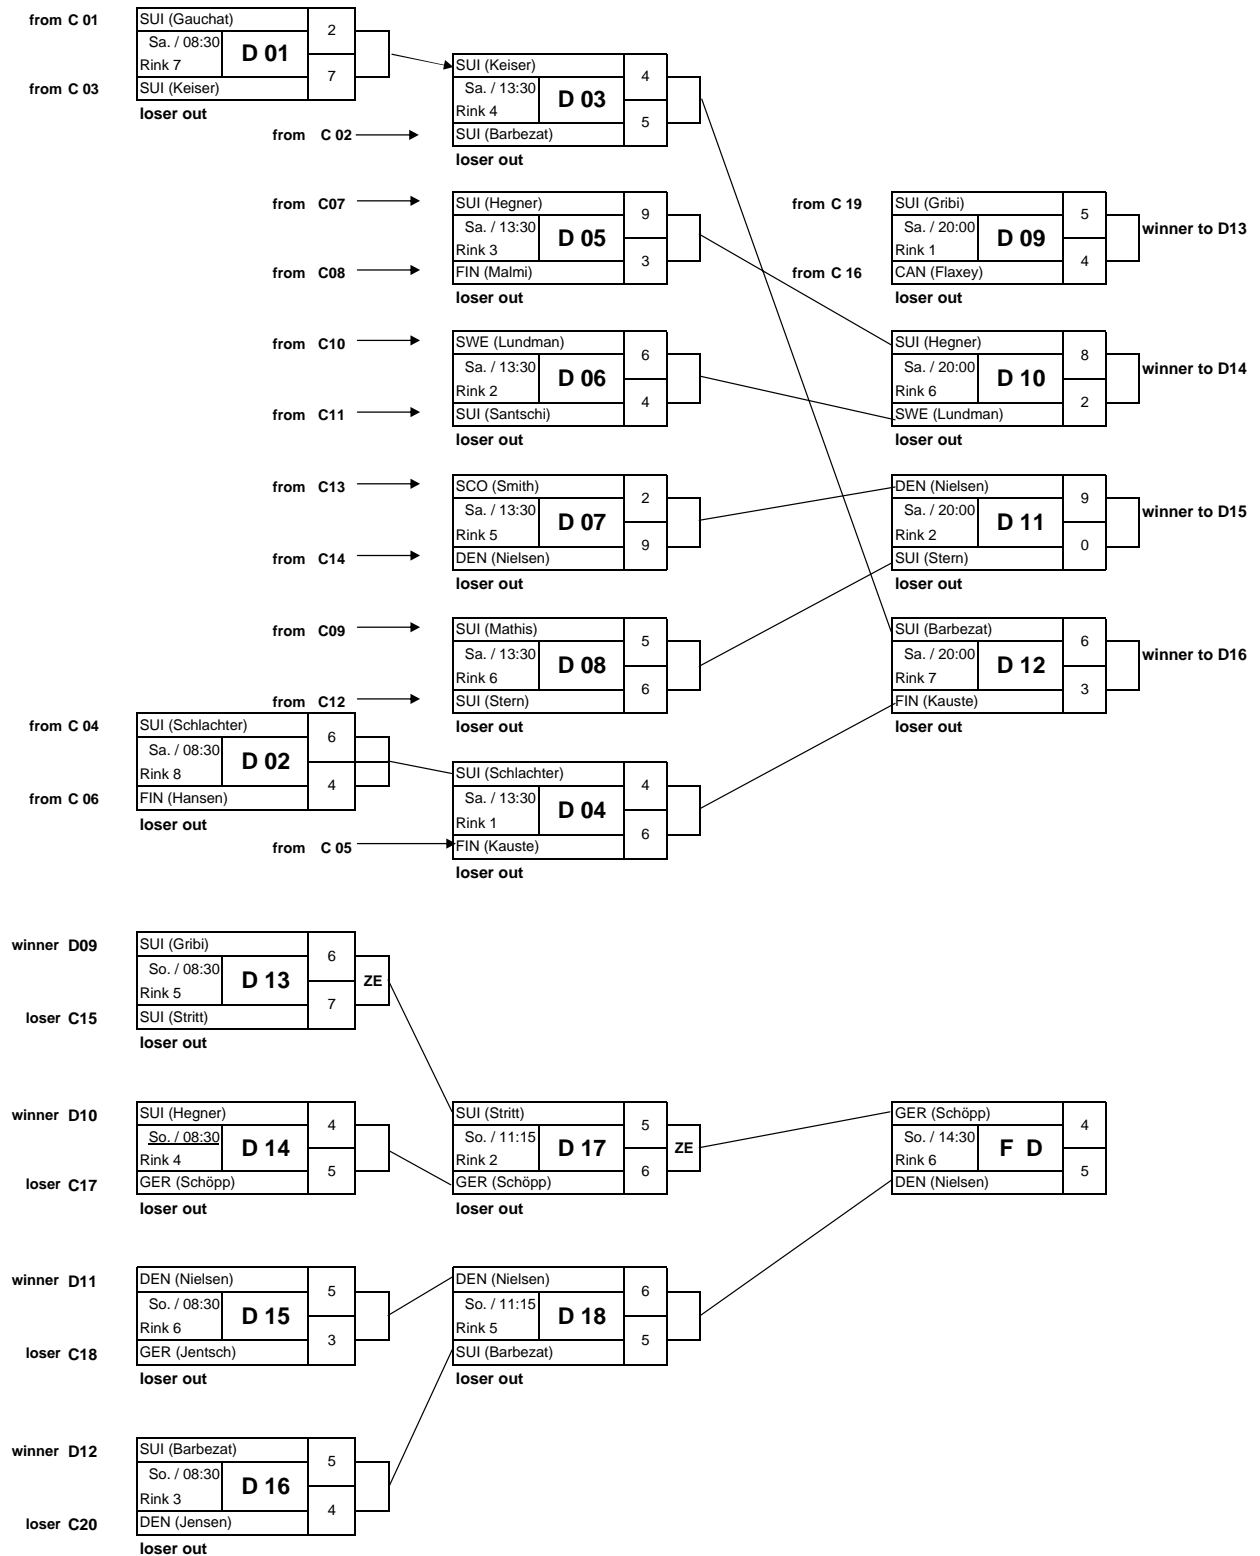 from C 01
SUI (Gauchat)
2
Sa. / 08:30
D 01
Rink 7
7
from C 03
SUI (Keiser)
loser out
SUI (Keiser)
4
Sa. / 13:30
D 03
Rink 4
5
from C 02
SUI (Barbezat)
loser out
from C07
SUI (Hegner)
9
Sa. / 13:30
D 05
Rink 3
3
from C08
FIN (Malmi)
loser out
from C 19
SUI (Gribi)
5
Sa. / 20:00
D 09
winner to D13
Rink 1
4
from C 16
CAN (Flaxey)
loser out
from C10
SWE (Lundman)
6
Sa. / 13:30
D 06
Rink 2
4
from C11
SUI (Santschi)
loser out
SUI (Hegner)
8
Sa. / 20:00
D 10
winner to D14
Rink 6
2
SWE (Lundman)
loser out
from C13
SCO (Smith)
2
Sa. / 13:30
D 07
Rink 5
9
from C14
DEN (Nielsen)
loser out
DEN (Nielsen)
9
Sa. / 20:00
D 11
winner to D15
Rink 2
0
SUI (Stern)
loser out
from C09
SUI (Mathis)
5
Sa. / 13:30
D 08
Rink 6
6
from C12
SUI (Stern)
loser out
SUI (Barbezat)
6
Sa. / 20:00
D 12
winner to D16
Rink 7
3
FIN (Kauste)
loser out
from C 04
SUI (Schlachter)
6
Sa. / 08:30
D 02
Rink 8
4
from C 06
FIN (Hansen)
loser out
SUI (Schlachter)
4
Sa. / 13:30
D 04
Rink 1
6
from C 05
FIN (Kauste)
loser out
winner D09
SUI (Gribi)
6
So. / 08:30
D 13
ZE
Rink 5
7
loser C15
SUI (Stritt)
loser out
winner D10
SUI (Hegner)
4
So. / 08:30
D 14
Rink 4
5
loser C17
GER (Schöpp)
loser out
SUI (Stritt)
5
So. / 11:15
D 17
ZE
Rink 2
6
GER (Schöpp)
loser out
GER (Schöpp)
4
So. / 14:30
F D
Rink 6
5
DEN (Nielsen)
winner D11
DEN (Nielsen)
5
So. / 08:30
D 15
Rink 6
3
loser C18
GER (Jentsch)
loser out
DEN (Nielsen)
6
So. / 11:15
D 18
Rink 5
5
SUI (Barbezat)
loser out
winner D12
SUI (Barbezat)
5
So. / 08:30
D 16
Rink 3
4
loser C20
DEN (Jensen)
loser out